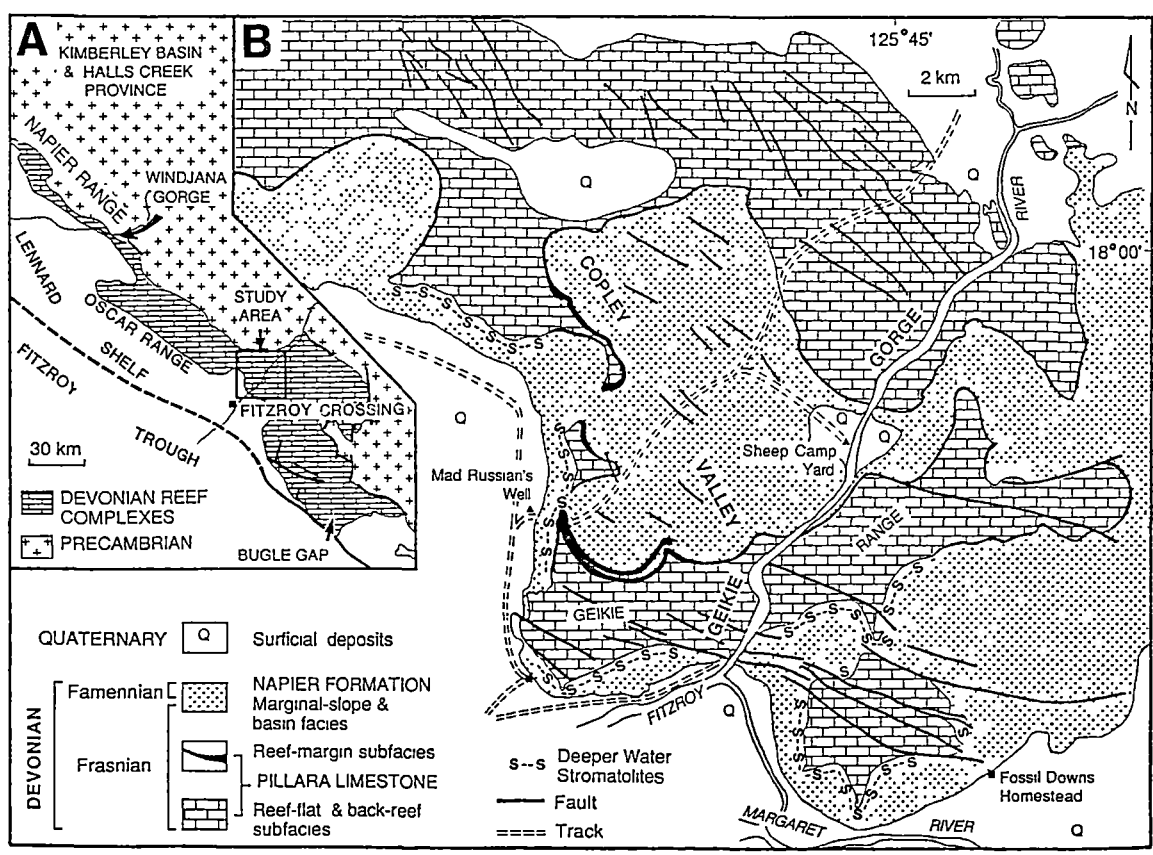 A
KIMBERLEY BASIN
& HALLS CREEK
PROVINCE
NAPIER RANGE
WINDJANA
GORGE
LENNARD
SHELF
OSCAR RANGE
STUDY
AREA
FITZROY
TROUGH
FITZROY CROSSING
30 km
DEVONIAN REEF
COMPLEXES
PRECAMBRIAN
BUGLE GAP
B
125°45'
2 km
N
Q
Q
RIVER
18°00'
COPLEY
VALLEY
GORGE
S S S S S S
Q
Q
Q
Sheep Camp
Yard
Mad Russian's
Well
RANGE
GEIKIE
GEIKIE
FITZROY
Q
MARGARET
RIVER
Fossil Downs
Homestead
Q
QUATERNARY
Q
Surficial deposits
DEVONIAN
Famennian
NAPIER FORMATION
Marginal-slope &
basin facies
Frasnian
Reef-margin subfacies
PILLARA LIMESTONE
Reef-flat & back-reef
subfacies
S--S Deeper Water
Stromatolites
Fault
Track